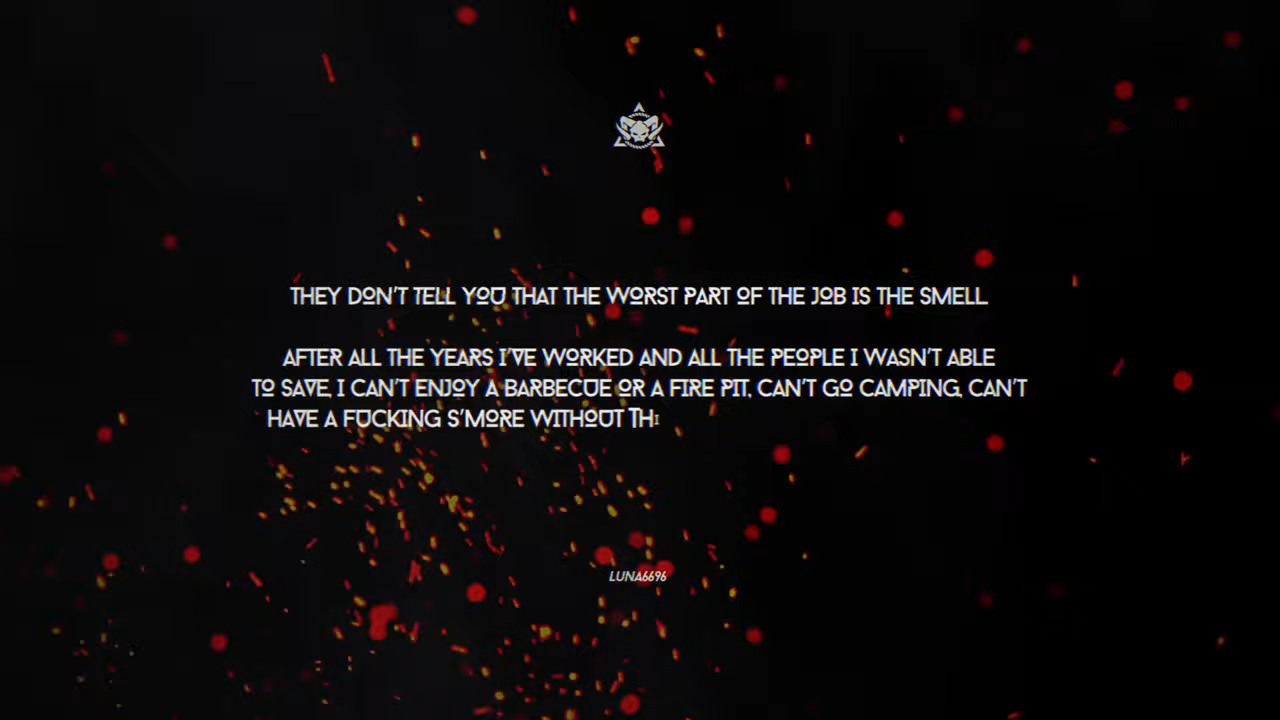 THEY DON'T TELL YOU THAT THE WORST PART OF THE JOB IS THE SMELL.
AFTER ALL THE YEARS I'VE WORKED AND ALL THE PEOPLE I WASN'T ABLE
TO SAVE, I CAN'T ENJOY A BARBECUE OR A FIRE PIT, CAN'T GO CAMPING, CAN'T
HAVE A FUCKING S'MORE WITHOUT THI
LUNA6696